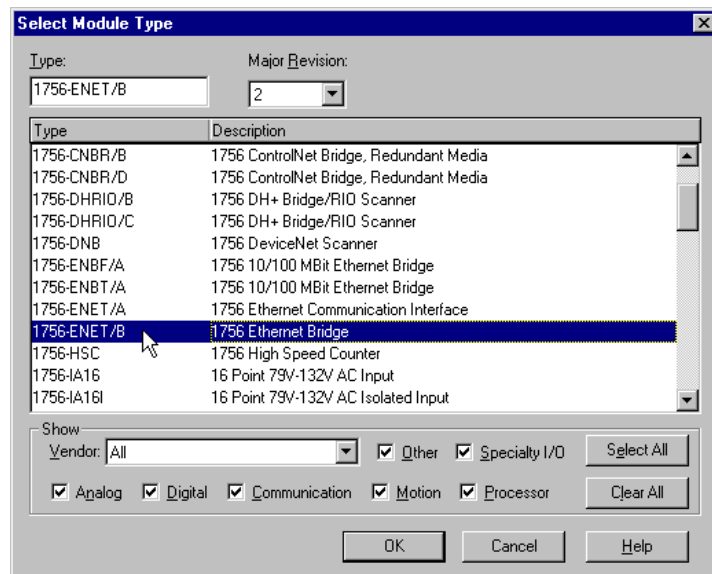 Select Module Type
Type: Major Revision:
1756-ENET/B 2
Type Description
1756-CNBR/B 1756 ControlNet Bridge, Redundant Media
1756-CNBR/D 1756 ControlNet Bridge, Redundant Media
1756-DHRIO/B 1756 DH+ Bridge/RIO Scanner
1756-DHRIO/C 1756 DH+ Bridge/RIO Scanner
1756-DNB 1756 DeviceNet Scanner
1756-ENBF/A 1756 10/100 MBit Ethernet Bridge
1756-ENBT/A 1756 10/100 MBit Ethernet Bridge
1756-ENET/A 1756 Ethernet Communication Interface
1756-ENET/B 1756 Ethernet Bridge
1756-HSC 1756 High Speed Counter
1756-IA16 16 Point 79V-132V AC Input
1756-IA16I 16 Point 79V-132V AC Isolated Input
Show
Vendor: All Other Specialty I/O Select All
Analog Digital Communication Motion Processor Clear All
OK Cancel Help